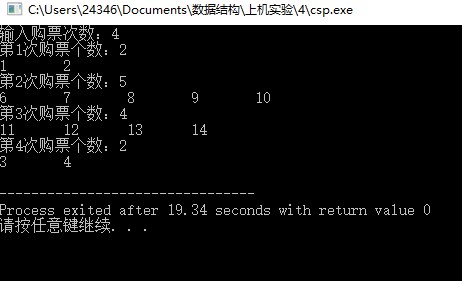 C:\Users\24346\Documents\数据结构\上机实验\4\csp.exe
输入购票次数：4
第1次购票个数：2
1 2
第2次购票个数：5
6 7 8 9 10
第3次购票个数：4
11 12 13 14
第4次购票个数：2
3 4
--------------------------------
Process exited after 19.34 seconds with return value 0
请按任意键继续. . .